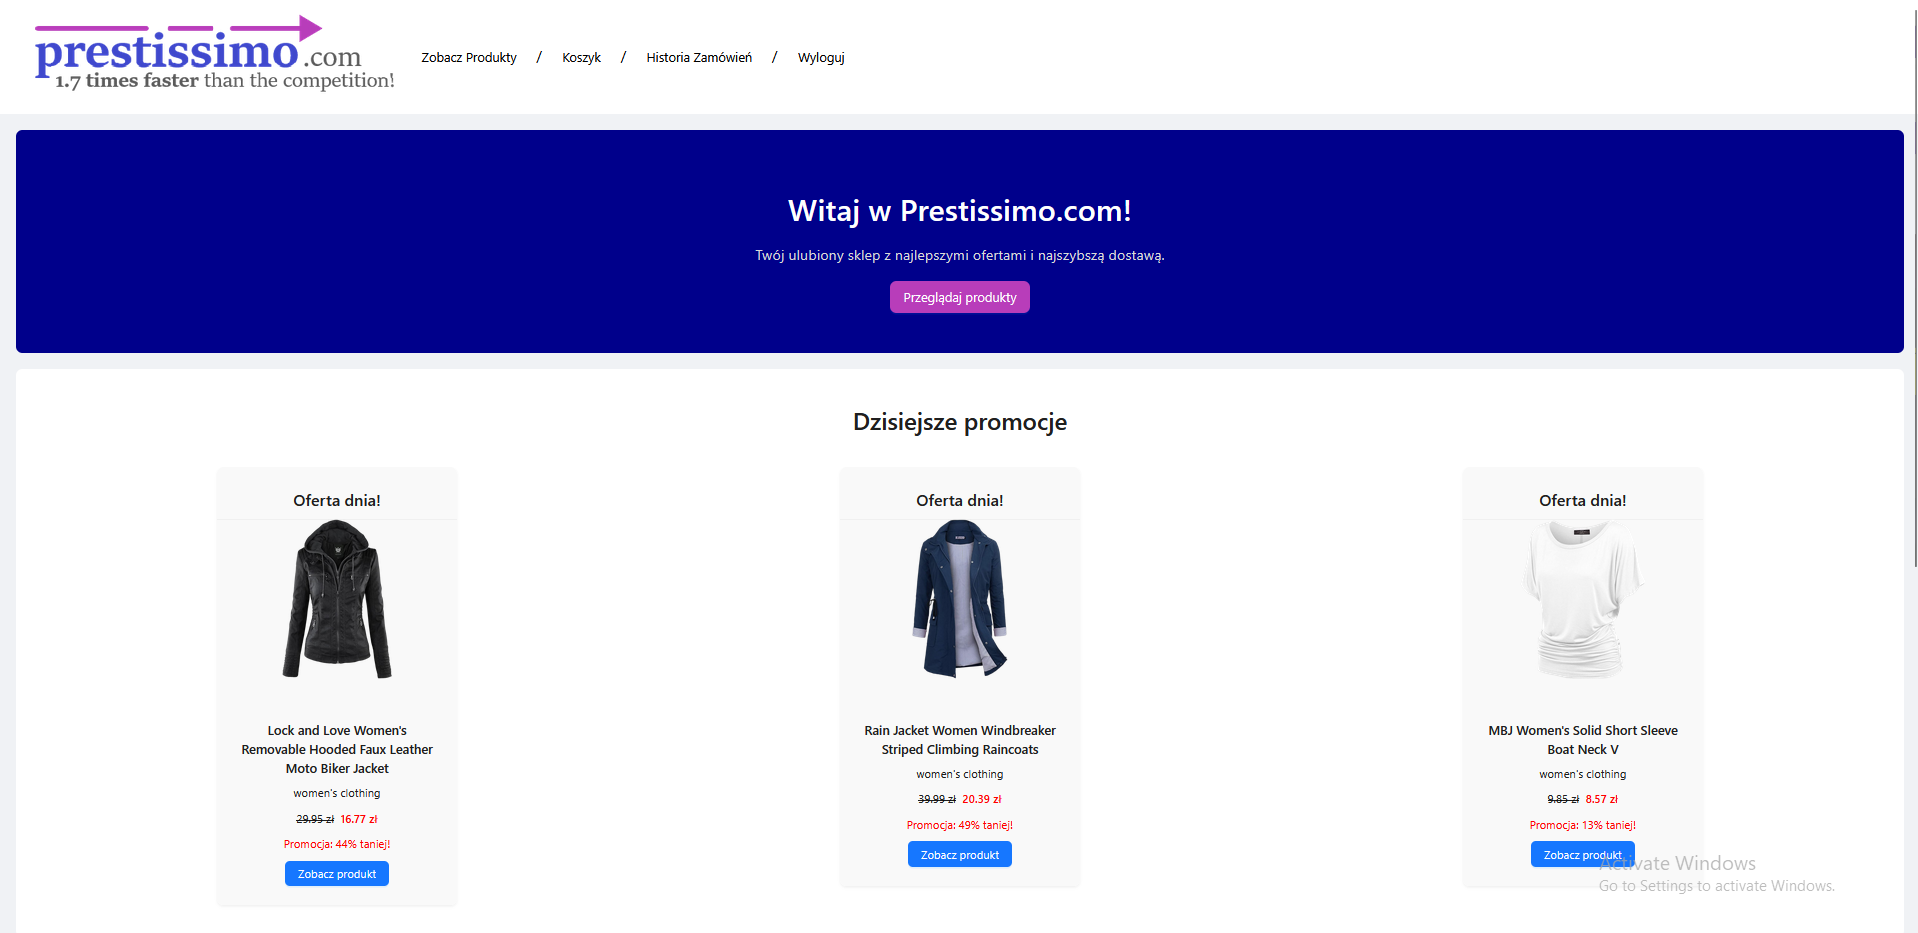 prestissimo.com
1.7 times faster than the competition!
Zobacz Produkty / Koszyk / Historia Zamówień / Wyloguj
Witaj w Prestissimo.com!
Twój ulubiony sklep z najlepszymi ofertami i najszybszą dostawą.
Przeglądaj produkty
Dzisiejsze promocje
Oferta dnia!
Lock and Love Women's
Removable Hooded Faux Leather
Moto Biker Jacket
women's clothing
29.95 zł 16.77 zł
Promocja: 44% taniej!
Zobacz produkt
Oferta dnia!
Rain Jacket Women Windbreaker
Striped Climbing Raincoats
women's clothing
39.99 zł 20.39 zł
Promocja: 49% taniej!
Zobacz produkt
Oferta dnia!
MBJ Women's Solid Short Sleeve
Boat Neck V
women's clothing
9.85 zł 8.57 zł
Promocja: 13% taniej!
Zobacz produkt
Activate Windows
Go to Settings to activate Windows.